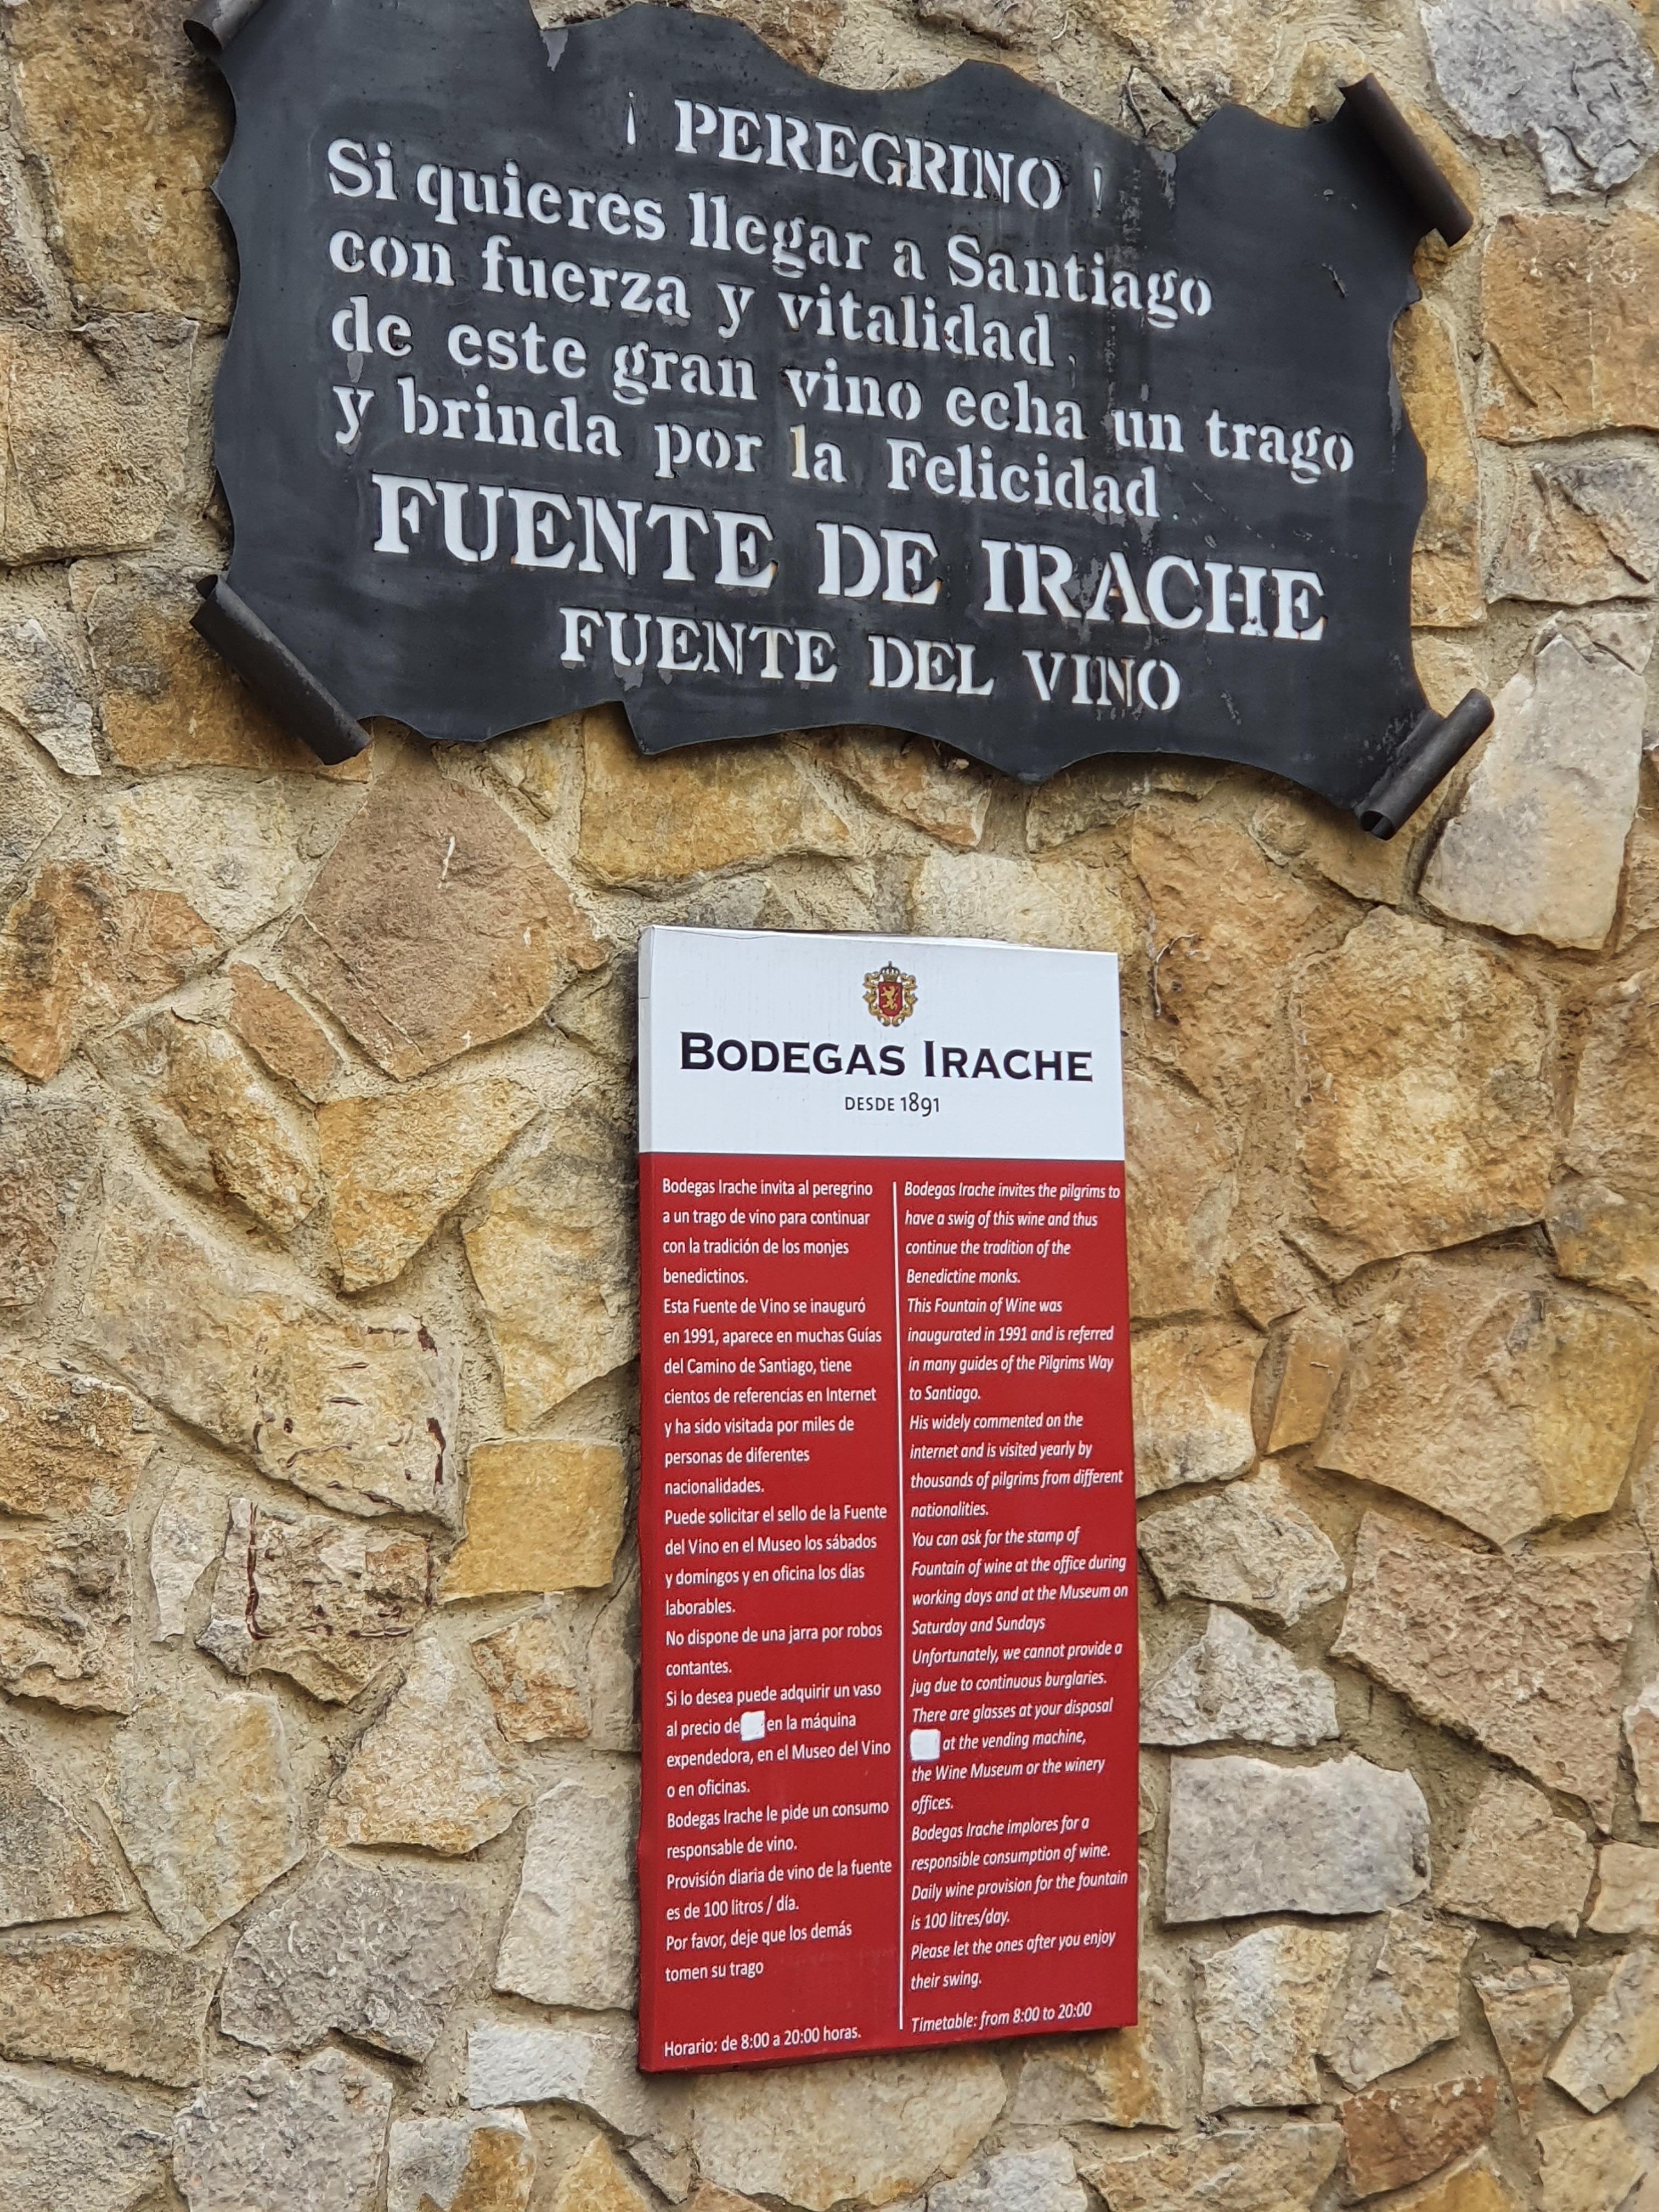 ¡ PEREGRINO !
Si quieres llegar a Santiago
con fuerza y vitalidad,
de este gran vino echa un trago
y brinda por la Felicidad.
FUENTE DE IRACHE
FUENTE DEL VINO
BODEGAS IRACHE
DESDE 1891
Bodegas Irache invita al peregrino
a un trago de vino para continuar
con la tradición de los monjes
benedictinos.
Esta Fuente de Vino se inauguró
en 1991, aparece en muchas Guías
del Camino de Santiago, tiene
cientos de referencias en Internet
y ha sido visitada por miles de
personas de diferentes
nacionalidades.
Puede solicitar el sello de la Fuente
del Vino en el Museo los sábados
y domingos y en oficina los días
laborables.
No dispone de una jarra por robos
contantes.
Si lo desea puede adquirir un vaso
al precio de en la máquina
expendedora, en el Museo del Vino
o en oficinas.
Bodegas Irache le pide un consumo
responsable de vino.
Provisión diaria de vino de la fuente
es de 100 litros / día.
Por favor, deje que los demás
tomen su trago
Horario: de 8:00 a 20:00 horas.
Bodegas Irache invites the pilgrims to
have a swig of this wine and thus
continue the tradition of the
Benedictine monks.
This Fountain of Wine was
inaugurated in 1991 and is referred
in many guides of the Pilgrims Way
to Santiago.
His widely commented on the
internet and is visited yearly by
thousands of pilgrims from different
nationalities.
You can ask for the stamp of
Fountain of wine at the office during
working days and at the Museum on
Saturday and Sundays
Unfortunately, we cannot provide a
jug due to continuous burglaries.
There are glasses at your disposal
at the vending machine,
the Wine Museum or the winery
offices.
Bodegas Irache implores for a
responsible consumption of wine.
Daily wine provision for the fountain
is 100 litres/day.
Please let the ones after you enjoy
their swing.
Timetable: from 8:00 to 20:00